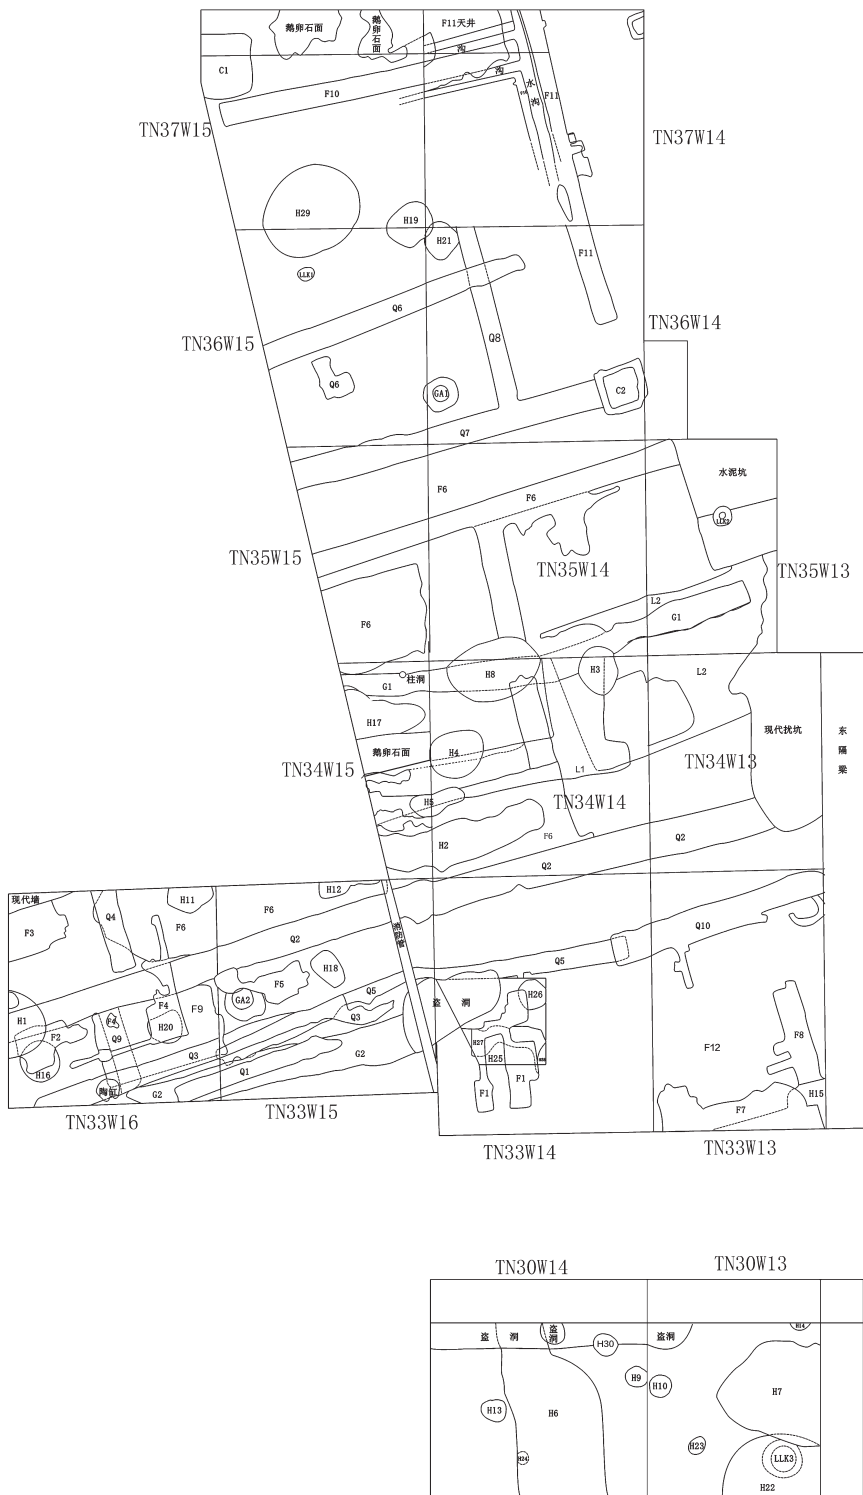 鹅卵石面
鹅卵石面
F11天井
沟
C1
沟
水沟
F10
F11
TN37W15
TN37W14
H29
H19
H21
F11
LLK1
Q6
TN36W14
TN36W15
Q8
Q6
GA1
C2
Q7
水泥坑
F6
F6
LLK2
TN35W15
TN35W14
TN35W13
L2
G1
F6
H8
H3
L2
柱洞
G1
H17
现代扰坑
东隔梁
鹅卵石面
H4
TN34W15
L1
TN34W13
H5
TN34W14
F6
Q2
H2
Q2
H12
现代墙
H11
F6
Q4
F3
F6
Q2
Q10
Q5
H18
F5
Q5
H26
GA2
盗洞
F4
F9
H1
F4
H20
Q3
F2
Q9
H27
F8
F12
H16
Q3
G2
H25
Q1
F1
F1
陶缸
G2
H15
F7
TN33W16
TN33W15
TN33W14
TN33W13
TN30W14
TN30W13
盗洞
盗洞
盗洞
H14
H30
H9
H10
H7
H13
H6
H23
H24
LLK3
H22